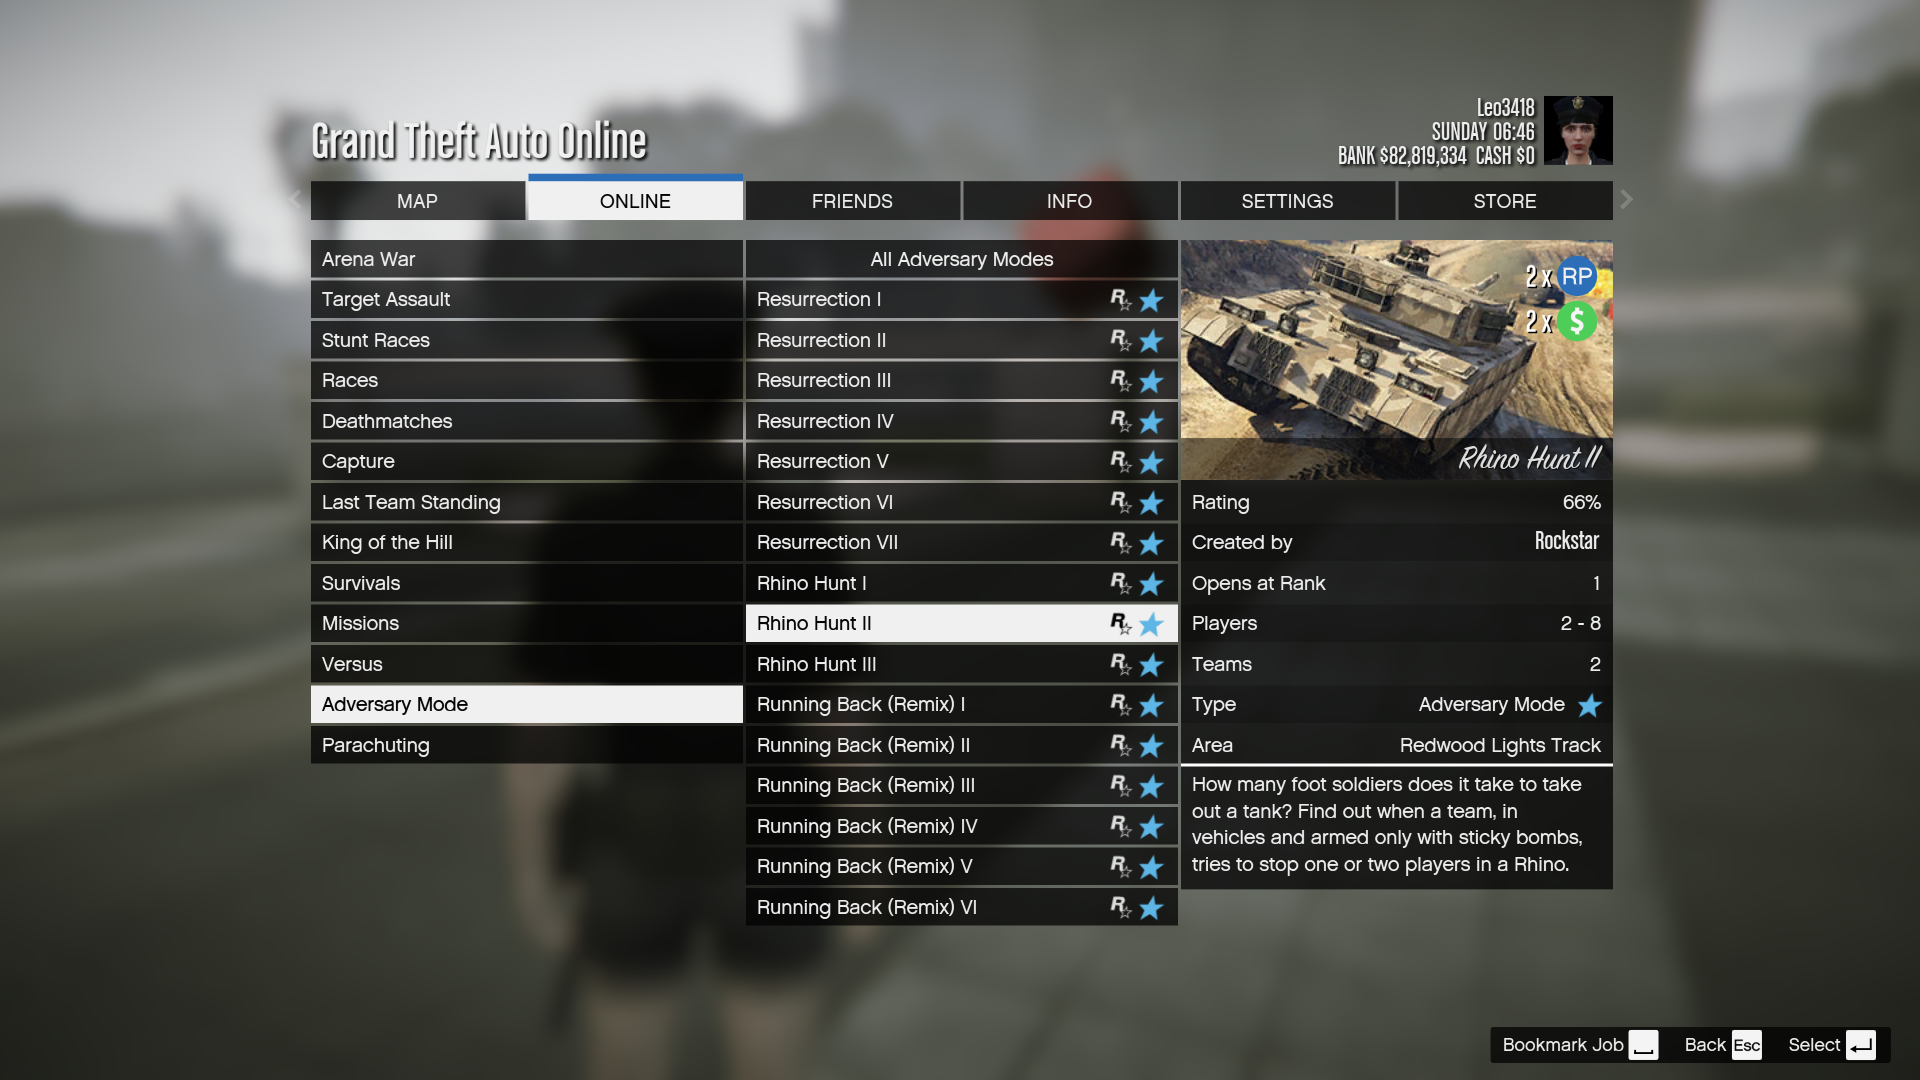 Grand Theft Auto Online
Leo3418
SUNDAY 06:46
BANK $82,819,334 CASH $0
MAP
ONLINE
FRIENDS
INFO
SETTINGS
STORE
Arena War
Target Assault
Stunt Races
Races
Deathmatches
Capture
Last Team Standing
King of the Hill
Survivals
Missions
Versus
Adversary Mode
Parachuting
All Adversary Modes
Resurrection I
Resurrection II
Resurrection III
Resurrection IV
Resurrection V
Resurrection VI
Resurrection VII
Rhino Hunt I
Rhino Hunt II
Rhino Hunt III
Running Back (Remix) I
Running Back (Remix) II
Running Back (Remix) III
Running Back (Remix) IV
Running Back (Remix) V
Running Back (Remix) VI
2 x RP
2 x $
Rhino Hunt II
Rating 66%
Created by Rockstar
Opens at Rank 1
Players 2 - 8
Teams 2
Type Adversary Mode
Area Redwood Lights Track
How many foot soldiers does it take to take
out a tank? Find out when a team, in
vehicles and armed only with sticky bombs,
tries to stop one or two players in a Rhino.
Bookmark Job Back Esc Select